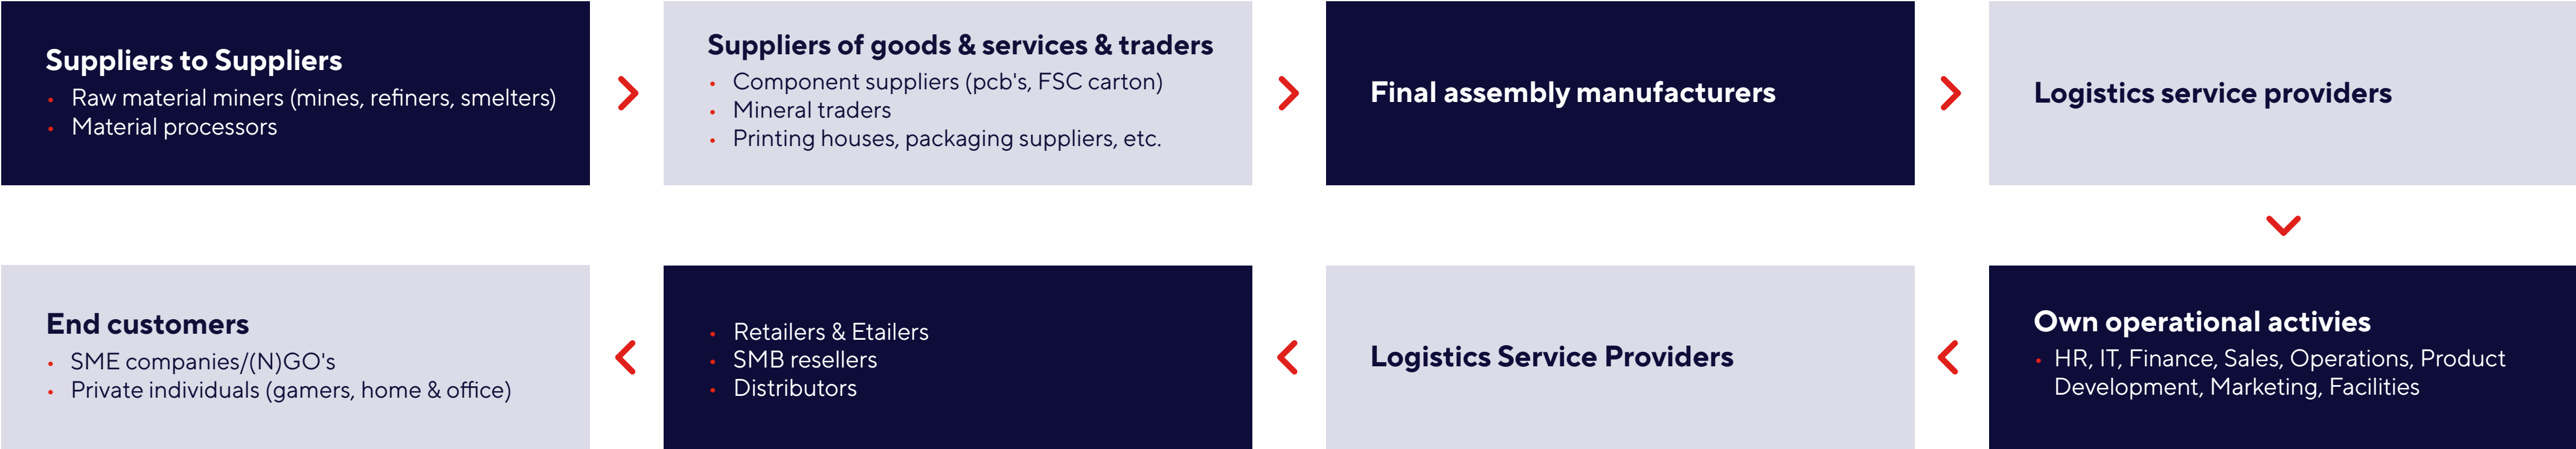 Suppliers to Suppliers
• Raw material miners (mines, refiners, smelters)
• Material processors
Suppliers of goods & services & traders
• Component suppliers (pcb's, FSC carton)
• Mineral traders
• Printing houses, packaging suppliers, etc.
Final assembly manufacturers
Logistics service providers
Own operational activies
• HR, IT, Finance, Sales, Operations, Product
Development, Marketing, Facilities
Logistics Service Providers
• Retailers & Etailers
• SMB resellers
• Distributors
End customers
• SME companies/(N)GO's
• Private individuals (gamers, home & office)